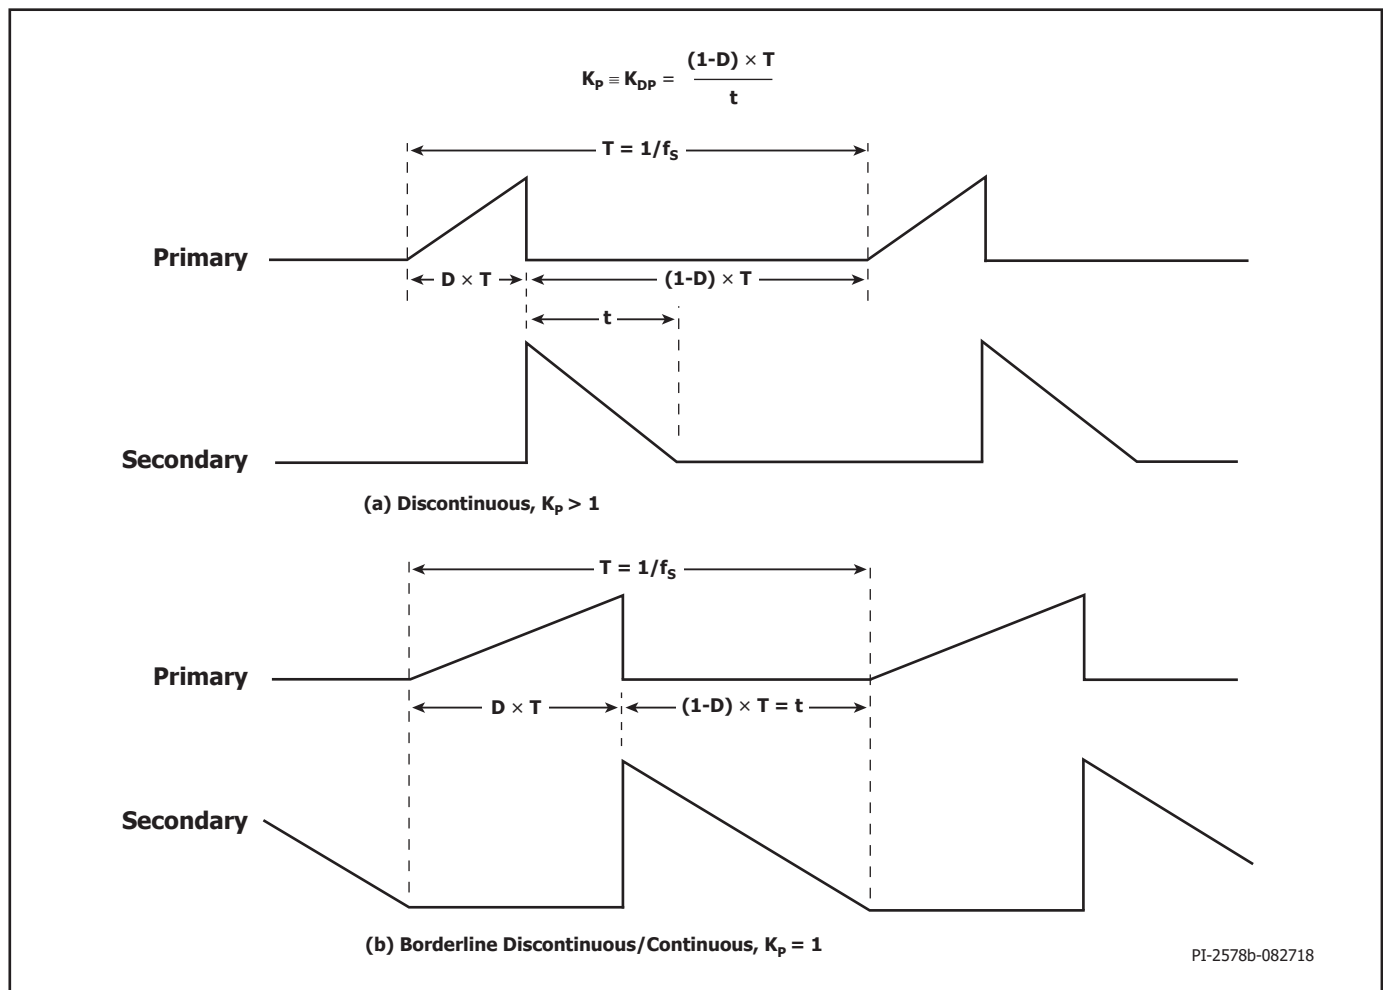 K_P ≡ K_DP = (1-D) × T / t
T = 1/f_S
Primary
D × T
(1-D) × T
t
Secondary
(a) Discontinuous, K_P > 1
T = 1/f_S
Primary
D × T
(1-D) × T = t
Secondary
(b) Borderline Discontinuous/Continuous, K_P = 1
PI-2578b-082718